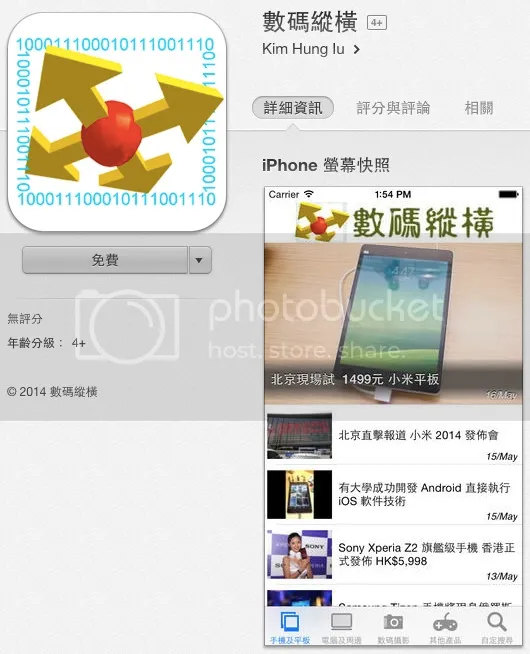 數碼縱橫 4+
Kim Hung Iu
詳細資訊 評分與評論 相關
iPhone 螢幕快照
Carrier 1:54 PM
數碼縱橫
北京現場試 1499元 小米平板
16/May
北京直擊報道 小米 2014 發佈會
15/May
有大學成功開發 Android 直接執行
iOS 軟件技術
15/May
Sony Xperia Z2 旗艦級手機 香港正
式發佈 HK$5,998
13/May
手機及平板 電腦及周邊 數碼攝影 其他產品 自定搜尋
免費
無評分
年齡分級： 4+
© 2014 數碼縱橫
photobucket
host. store. share.
10001110001011100111O
1000111000101110011110